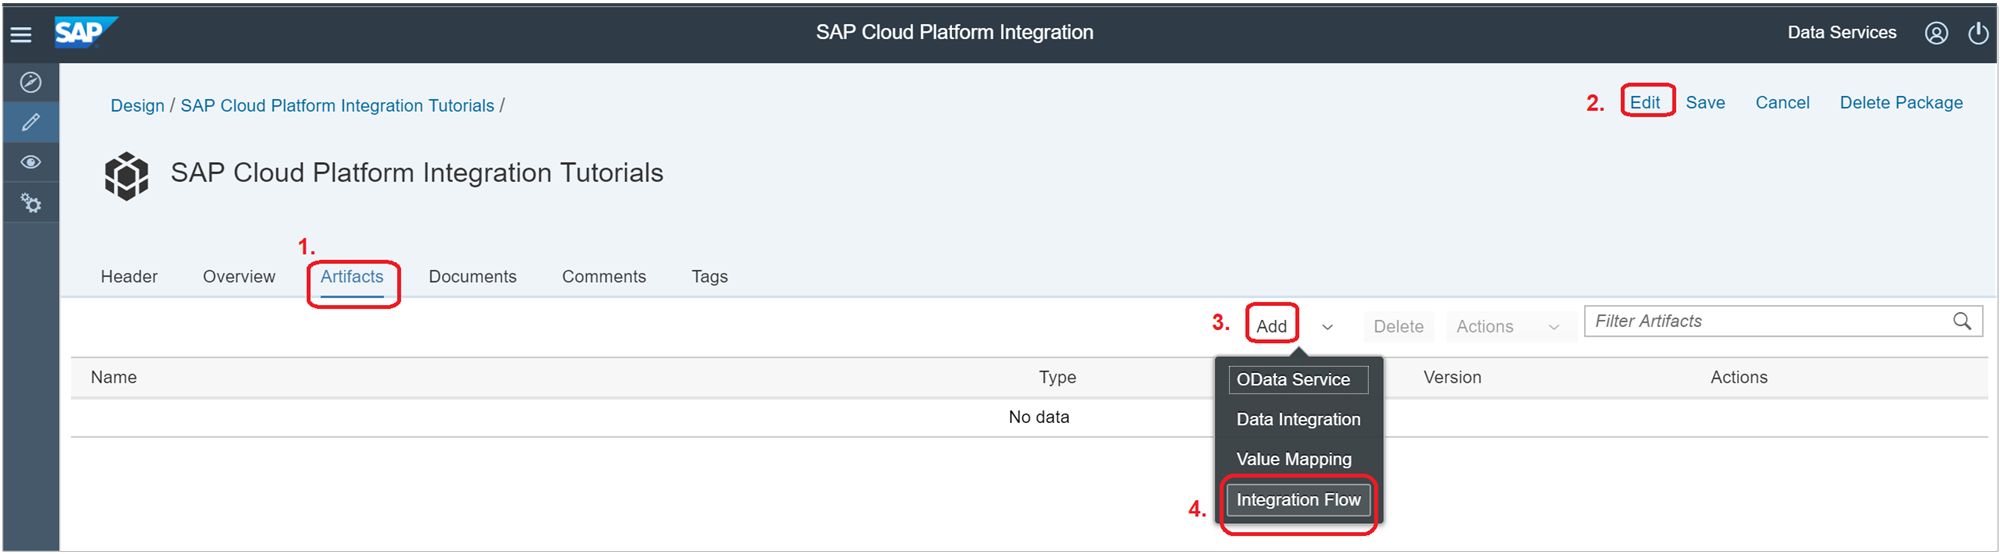 SAP
SAP Cloud Platform Integration
Data Services
Design / SAP Cloud Platform Integration Tutorials /
2. Edit Save Cancel Delete Package
SAP Cloud Platform Integration Tutorials
1.
Header Overview Artifacts Documents Comments Tags
3. Add Delete Actions Filter Artifacts
Name Type Version Actions
No data
OData Service
Data Integration
Value Mapping
4. Integration Flow